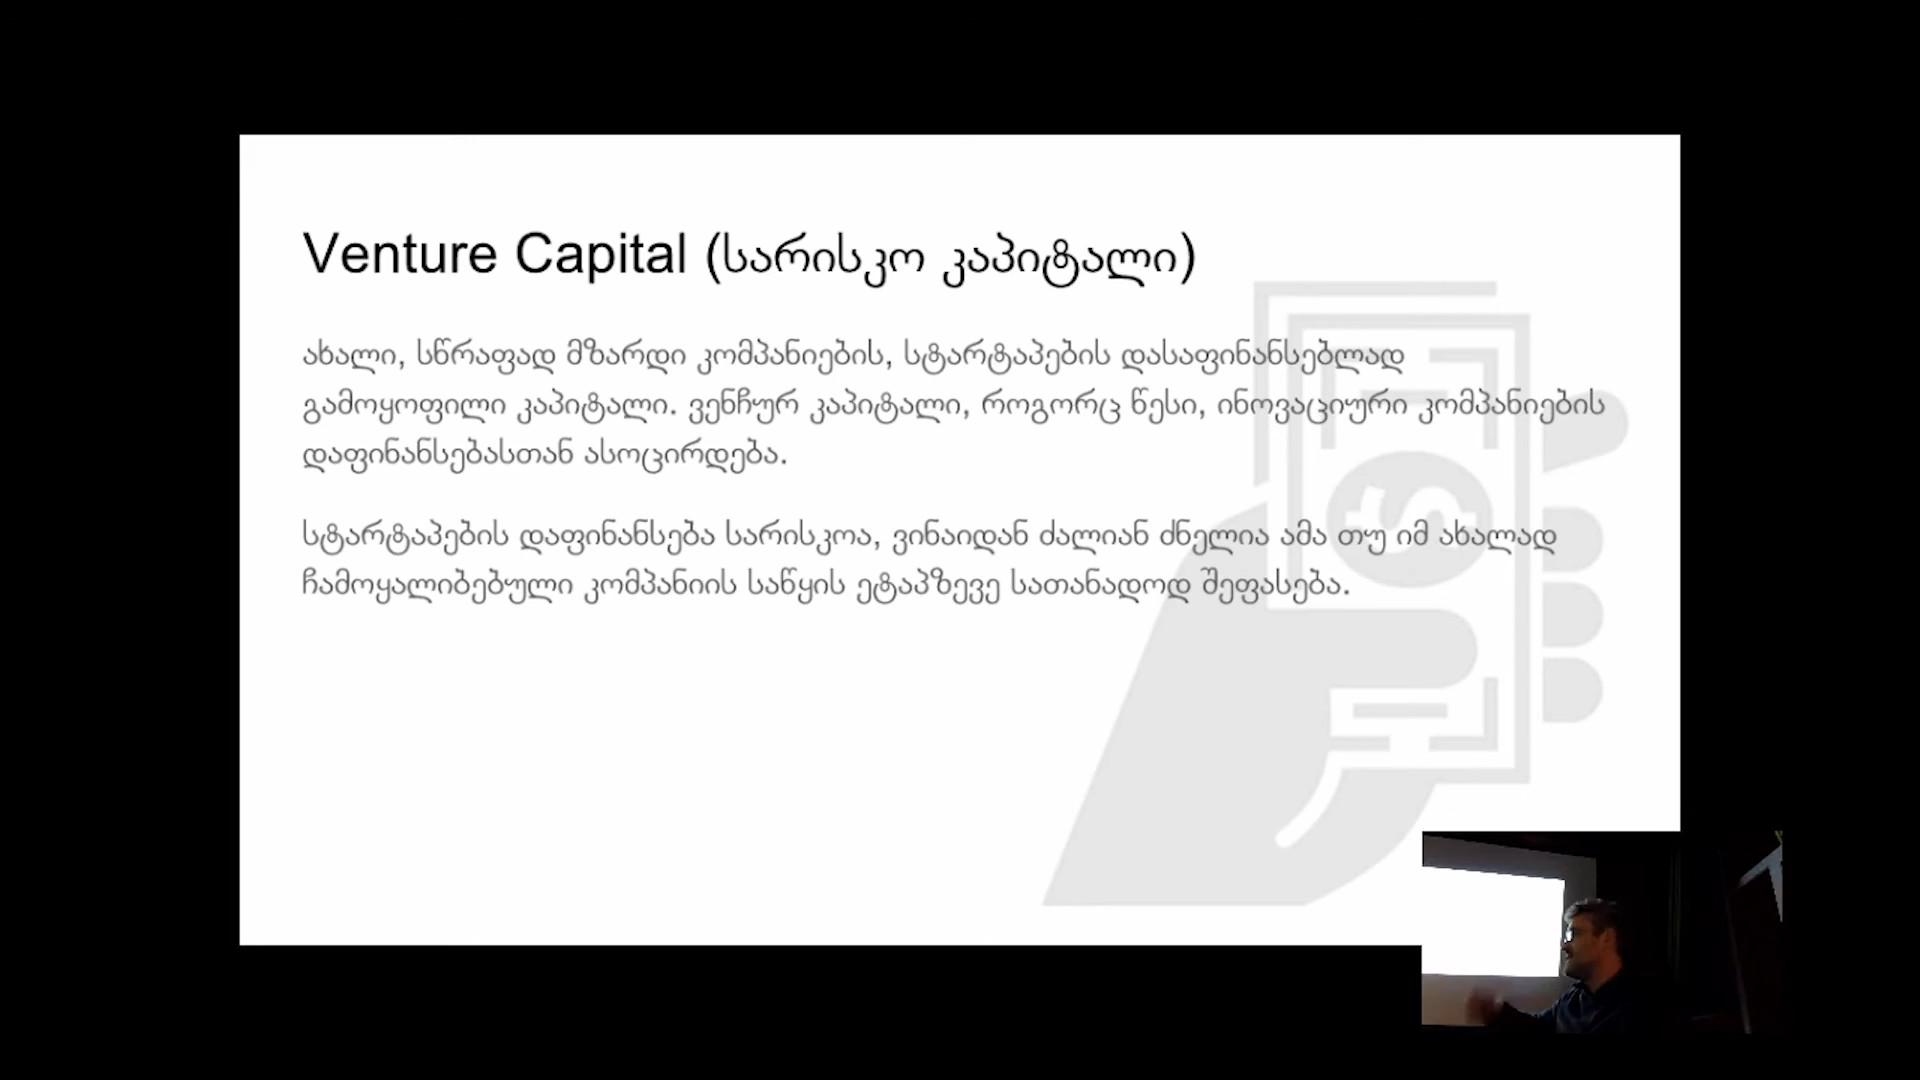 Venture Capital (სარისკო კაპიტალი)
ახალი, სწრაფად მზარდი კომპანიების, სტარტაპების დასაფინანსებლად
გამოყოფილი კაპიტალი. ვენჩურ კაპიტალი, როგორც წესი, ინოვაციური კომპანიების
დაფინანსებასთან ასოცირდება.
სტარტაპების დაფინანსება სარისკოა, ვინაიდან ძალიან ძნელია ამა თუ იმ ახალად
ჩამოყალიბებული კომპანიის საწყის ეტაპზევე სათანადოდ შეფასება.